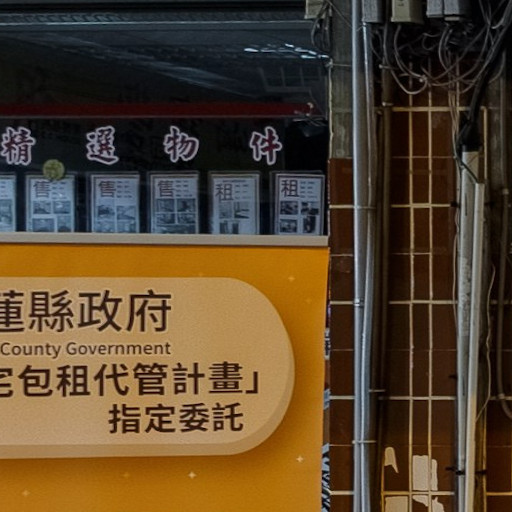 精選物件
售 售 售 租 租
蓮縣政府
County Government
宅包租代管計畫」
指定委託